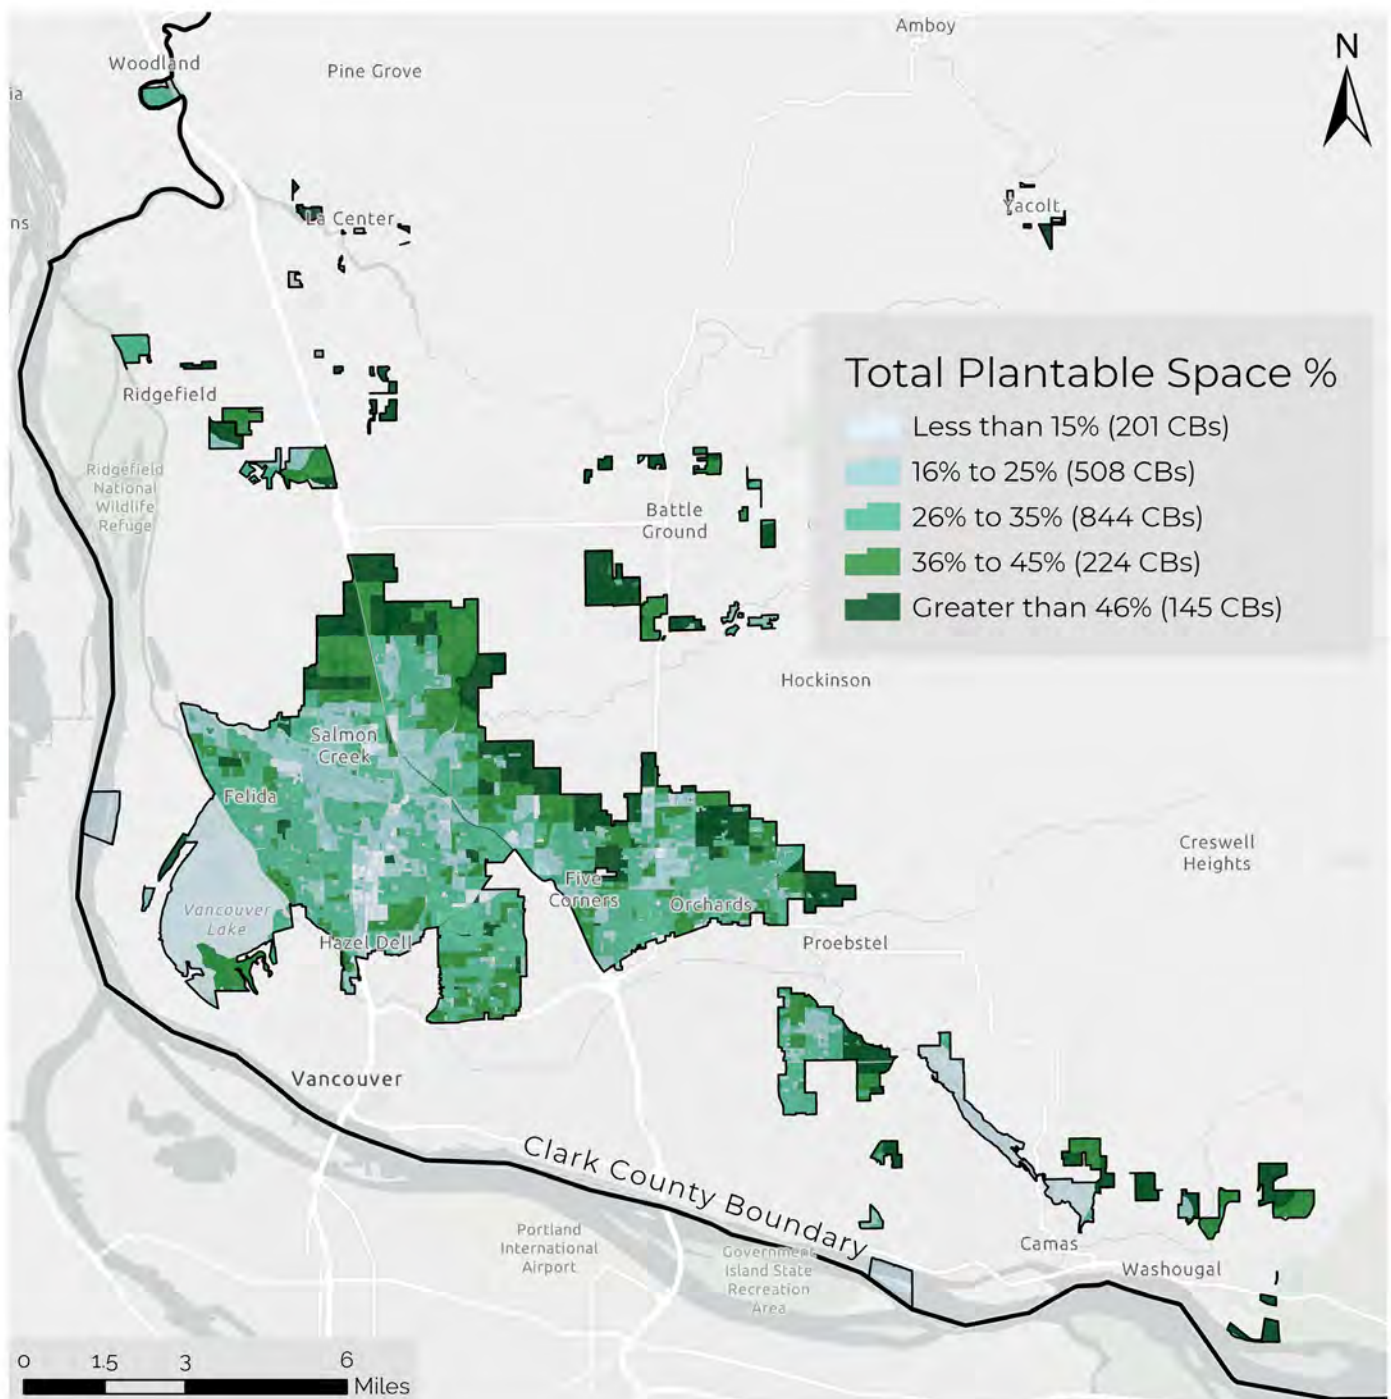 Amboy
N
Woodland
Pine Grove
ia
La Center
Yacolt
ns
Total Plantable Space %
Less than 15% (201 CBs)
16% to 25% (508 CBs)
26% to 35% (844 CBs)
36% to 45% (224 CBs)
Greater than 46% (145 CBs)
Ridgefield
Ridgefield
National
Wildlife
Refuge
Battle
Ground
Hockinson
Salmon
Creek
Felida
Creswell
Heights
Five
Corners
Orchards
Vancouver
Lake
Hazel Dell
Proebstel
Vancouver
Clark County Boundary
Portland
International
Airport
Government
Island State
Recreation
Area
Camas
Washougal
0 1.5 3 6
Miles